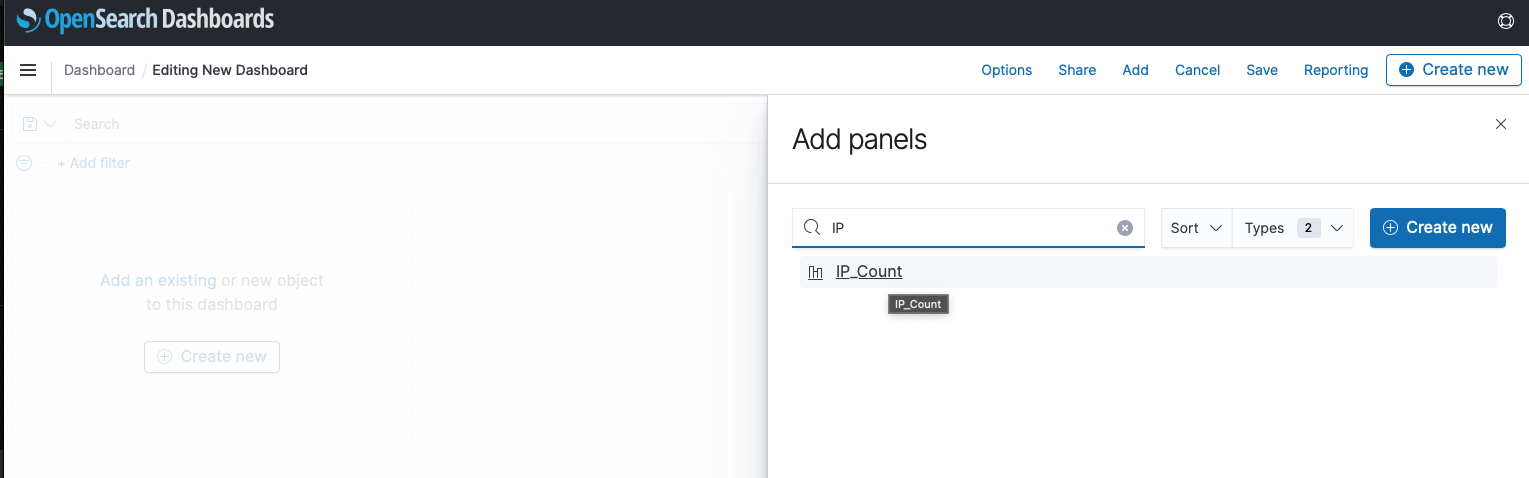 OpenSearch Dashboards
Dashboard / Editing New Dashboard
Options Share Add Cancel Save Reporting Create new
Search
+ Add filter
Add an existing or new object
to this dashboard
Create new
Add panels
IP
Sort Types 2 Create new
IP_Count
IP_Count